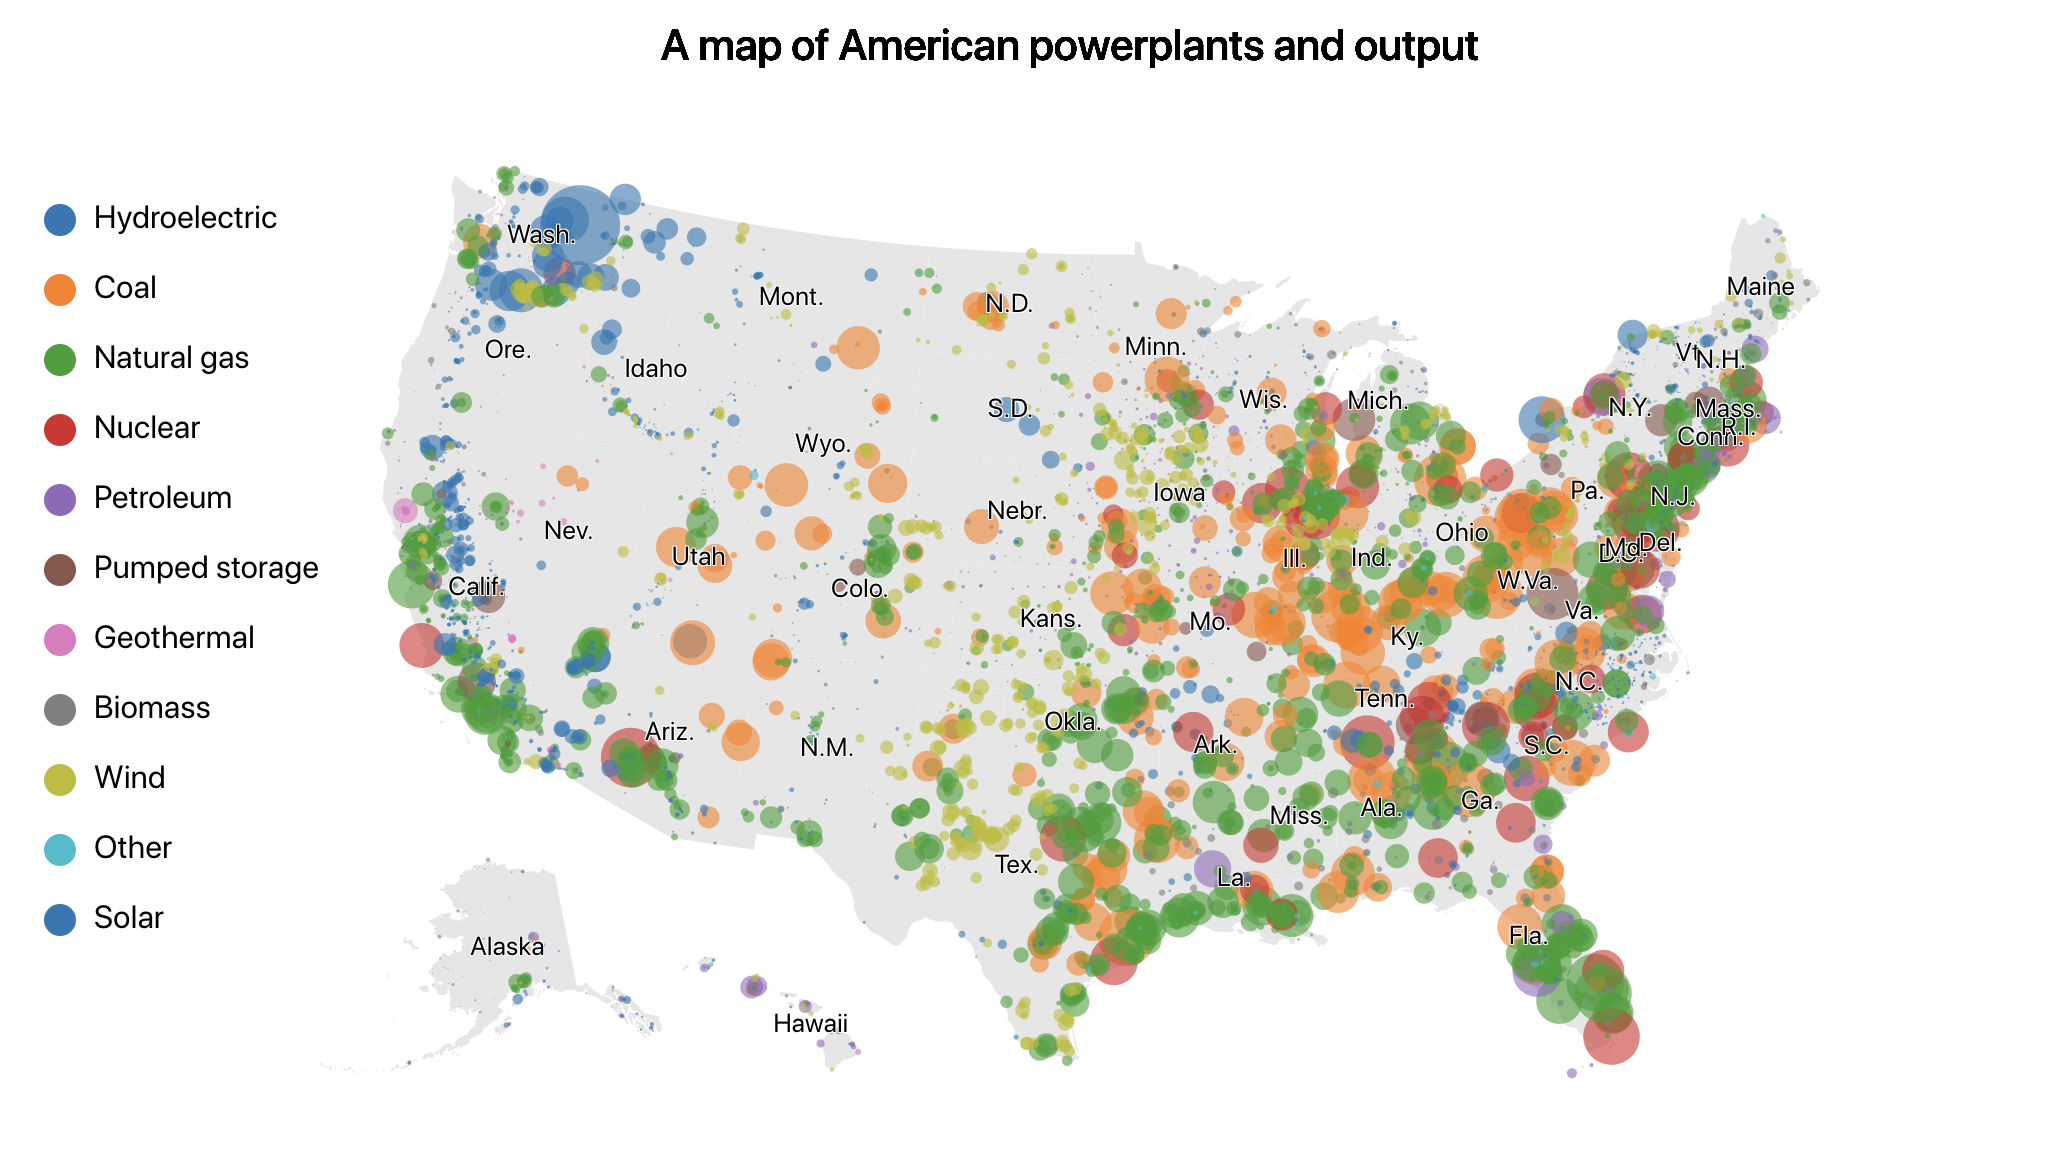 A map of American powerplants and output
Hydroelectric
Coal
Natural gas
Nuclear
Petroleum
Pumped storage
Geothermal
Biomass
Wind
Other
Solar
Wash.
Mont.
N.D.
Minn.
Maine
Ore.
Idaho
Wis.
Mich.
Vt.
N.H.
S.D.
N.Y.
Mass.
R.I.
Conn.
Wyo.
Iowa
Pa.
N.J.
Nebr.
Nev.
Utah
Ohio
Ill.
Ind.
D.C.
Md.
Del.
Calif.
Colo.
W.Va.
Va.
Kans.
Mo.
Ky.
N.C.
Tenn.
Okla.
Ariz.
N.M.
Ark.
S.C.
Miss.
Ala.
Ga.
Tex.
La.
Fla.
Alaska
Hawaii